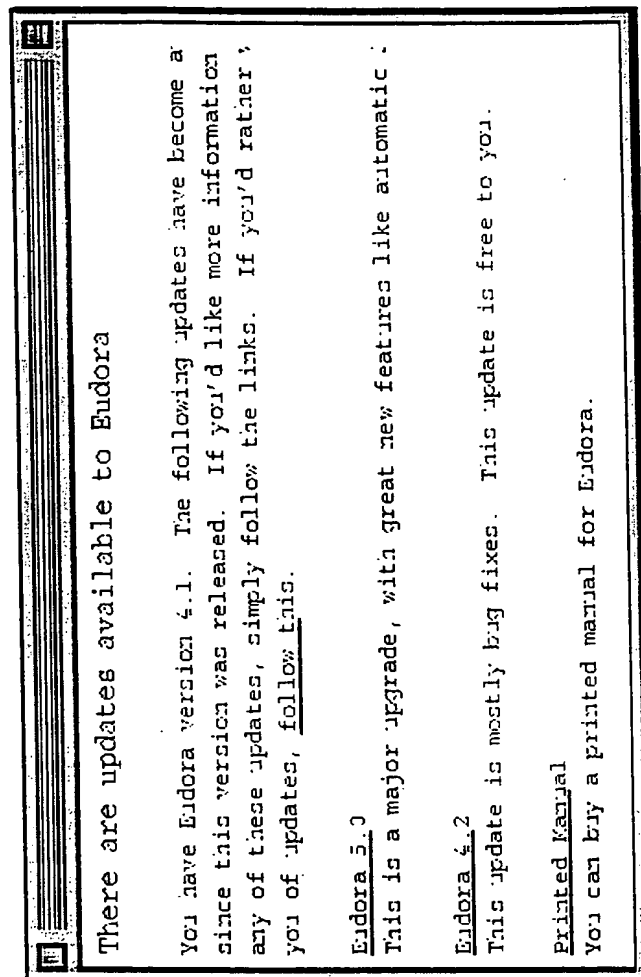 There are updates available to Eudora
You have Eudora version 4.1. The following updates have become a
since this version was released. If you'd like more information
any of these updates, simply follow the links. If you'd rather
you of updates, follow this.
Eudora 5.0
This is a major upgrade, with great new features like automatic
Eudora 4.2
This update is mostly bug fixes. This update is free to you.
Printed Manual
You can buy a printed manual for Eudora.